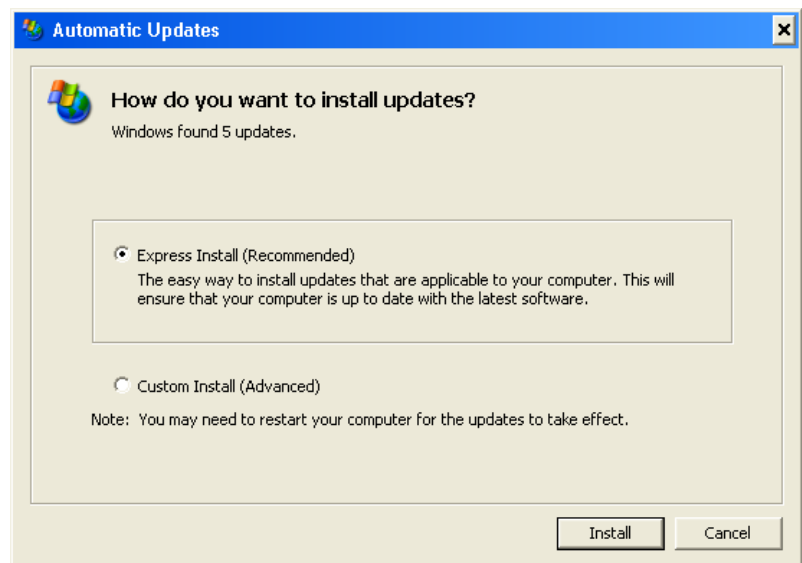 Automatic Updates
How do you want to install updates?
Windows found 5 updates.
Express Install (Recommended)
The easy way to install updates that are applicable to your computer. This will
ensure that your computer is up to date with the latest software.
Custom Install (Advanced)
Note: You may need to restart your computer for the updates to take effect.
Install
Cancel